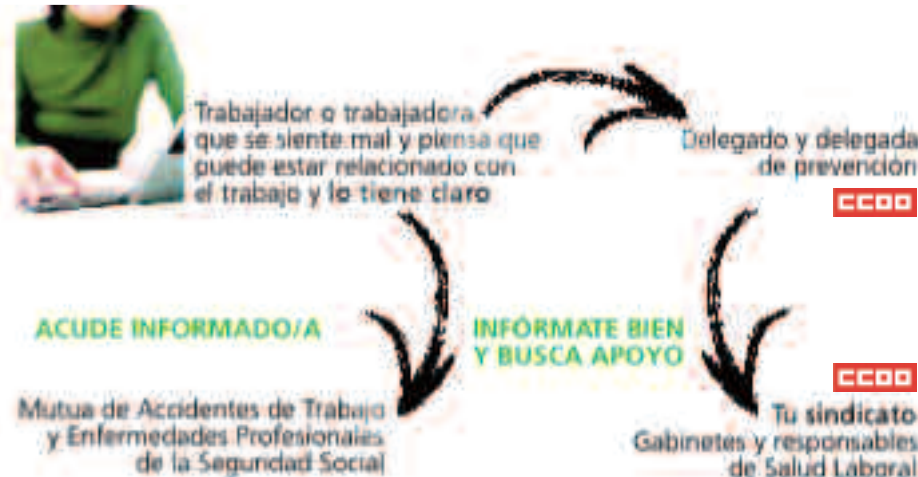 Trabajador o trabajadora
que se siente mal y piensa que
puede estar relacionado con
el trabajo y lo tiene claro
Delegado y delegada
de prevención
CCOO
ACUDE INFORMADO/A
INFÓRMATE BIEN
Y BUSCA APOYO
CCOO
Mutua de Accidentes de Trabajo
y Enfermedades Profesionales
de la Seguridad Social
Tu sindicato
Gabinetes y responsables
de Salud Laboral